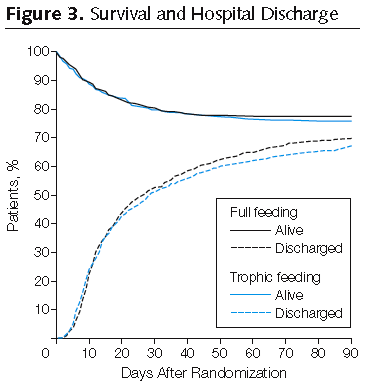 Figure 3. Survival and Hospital Discharge
100
90
80
70
60
50
40
30
20
10
Patients, %
Full feeding
Alive
Discharged
Trophic feeding
Alive
Discharged
0 10 20 30 40 50 60 70 80 90
Days After Randomization